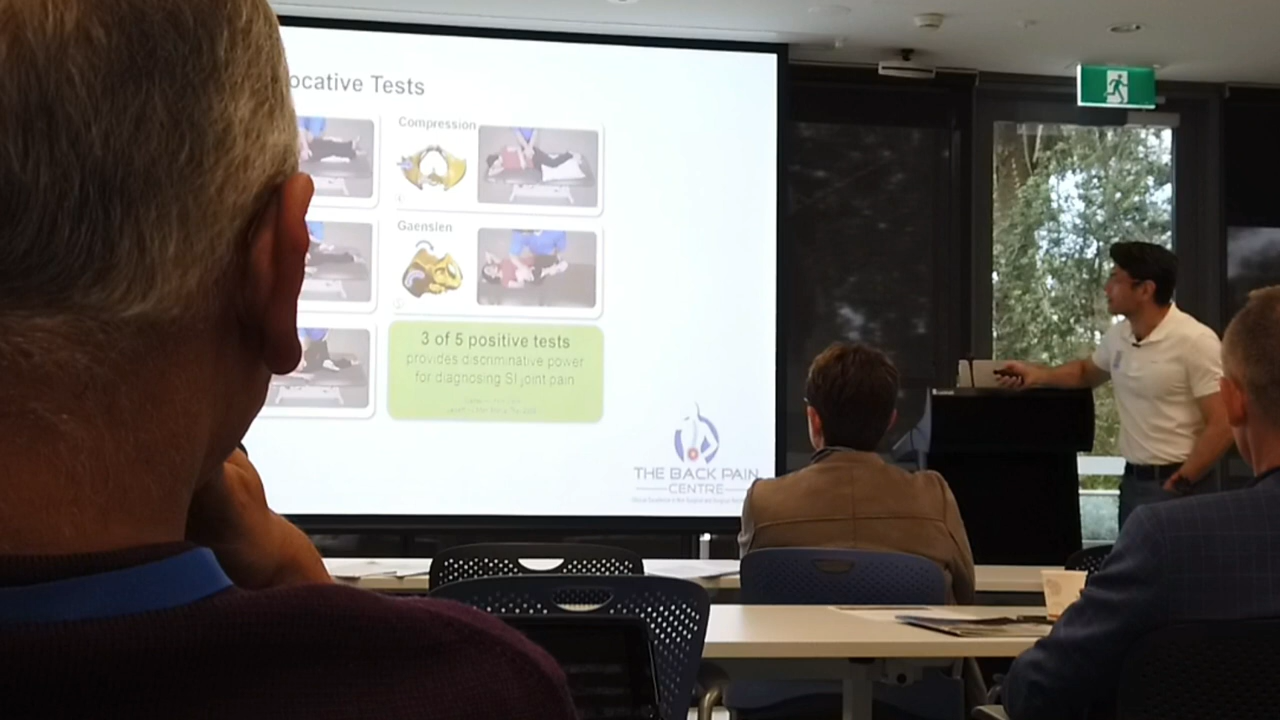 ocative Tests
Compression
Gaenslen
3 of 5 positive tests
provides discriminative power
for diagnosing SI joint pain
THE BACK PAIN
CENTRE